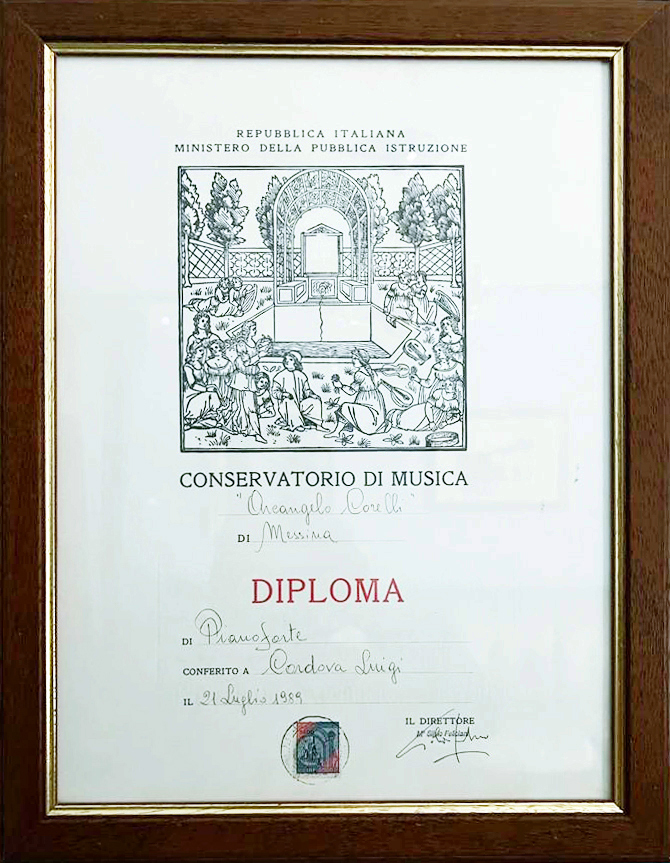 REPUBBLICA ITALIANA
MINISTERO DELLA PUBBLICA ISTRUZIONE
CONSERVATORIO DI MUSICA
"Arcangelo Corelli"
DI Messina
DIPLOMA
DI Pianoforte
CONFERITO A Cordova Luigi
IL 21 Luglio 1989
IL DIRETTORE